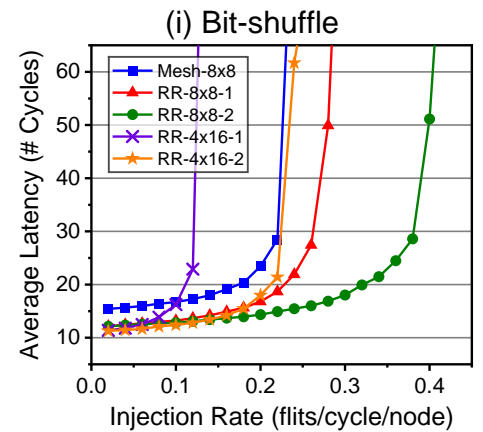 (i) Bit-shuffle
Average Latency (# Cycles)
60
50
40
30
20
10
Mesh-8x8
RR-8x8-1
RR-8x8-2
RR-4x16-1
RR-4x16-2
0.0 0.1 0.2 0.3 0.4
Injection Rate (flits/cycle/node)